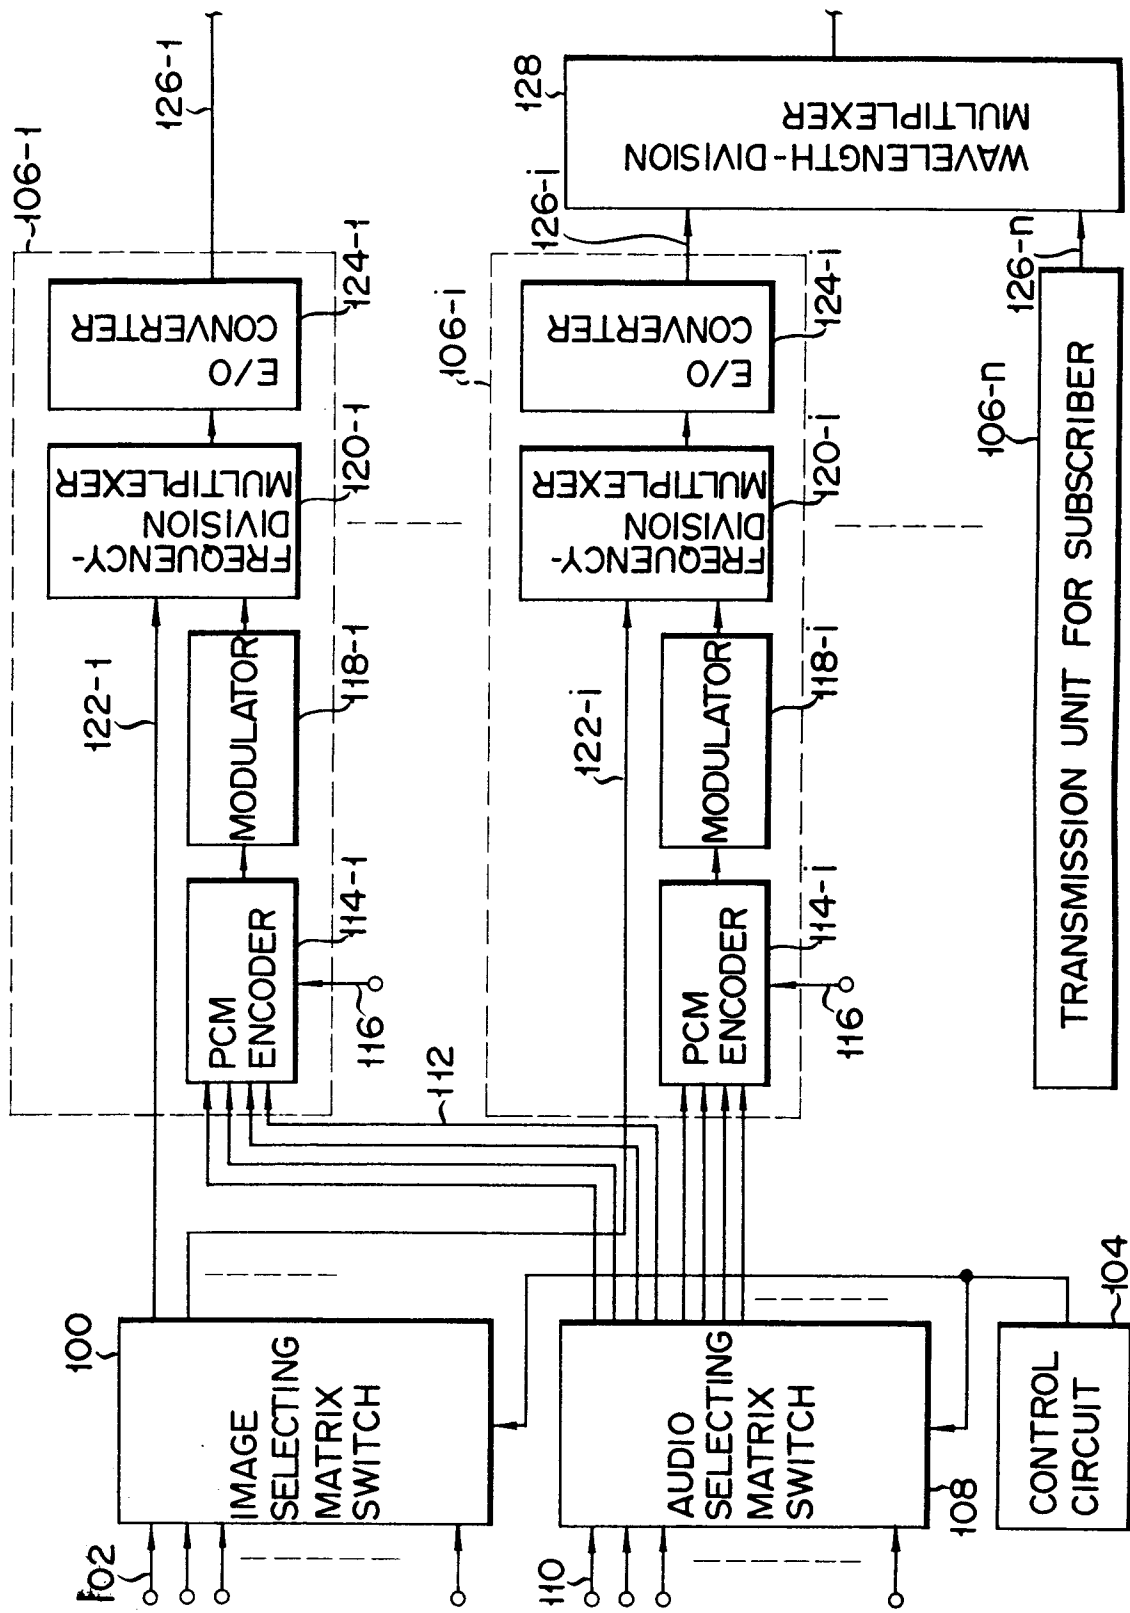 102
100
IMAGE
SELECTING
MATRIX
SWITCH
110
AUDIO
SELECTING
MATRIX
SWITCH
108
CONTROL
CIRCUIT
104
112
122-1
106-1
PCM
ENCODER
114-1
116
MODULATOR
118-1
FREQUENCY-
DIVISION
MULTIPLEXER
120-1
E/O
CONVERTER
124-1
126-1
122-i
106-i
PCM
ENCODER
114-i
116
MODULATOR
118-i
FREQUENCY-
DIVISION
MULTIPLEXER
120-i
E/O
CONVERTER
124-i
126-i
WAVELENGTH-DIVISION
MULTIPLEXER
128
TRANSMISSION UNIT FOR SUBSCRIBER
106-n
126-n